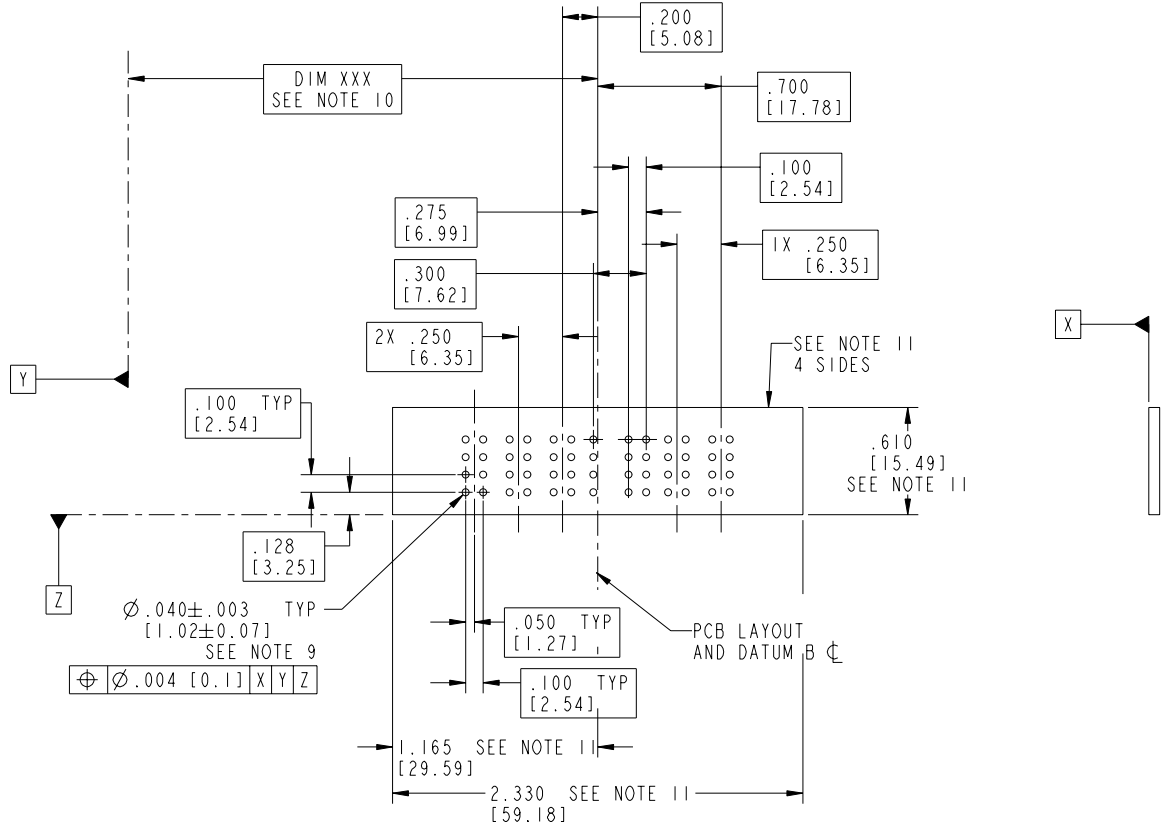 .200
[5.08]
DIM XXX
SEE NOTE 10
.700
[17.78]
.100
[2.54]
.275
[6.99]
1X .250
[6.35]
.300
[7.62]
2X .250
[6.35]
X
SEE NOTE 11
4 SIDES
Y
.100 TYP
[2.54]
.610
[15.49]
SEE NOTE 11
.128
[3.25]
Z
Ø.040±.003 TYP
[1.02±0.07]
SEE NOTE 9
⌖ Ø.004 [0.1] X Y Z
.050 TYP
[1.27]
PCB LAYOUT
AND DATUM B ℄
.100 TYP
[2.54]
1.165 SEE NOTE 11
[29.59]
2.330 SEE NOTE 11
[59.18]